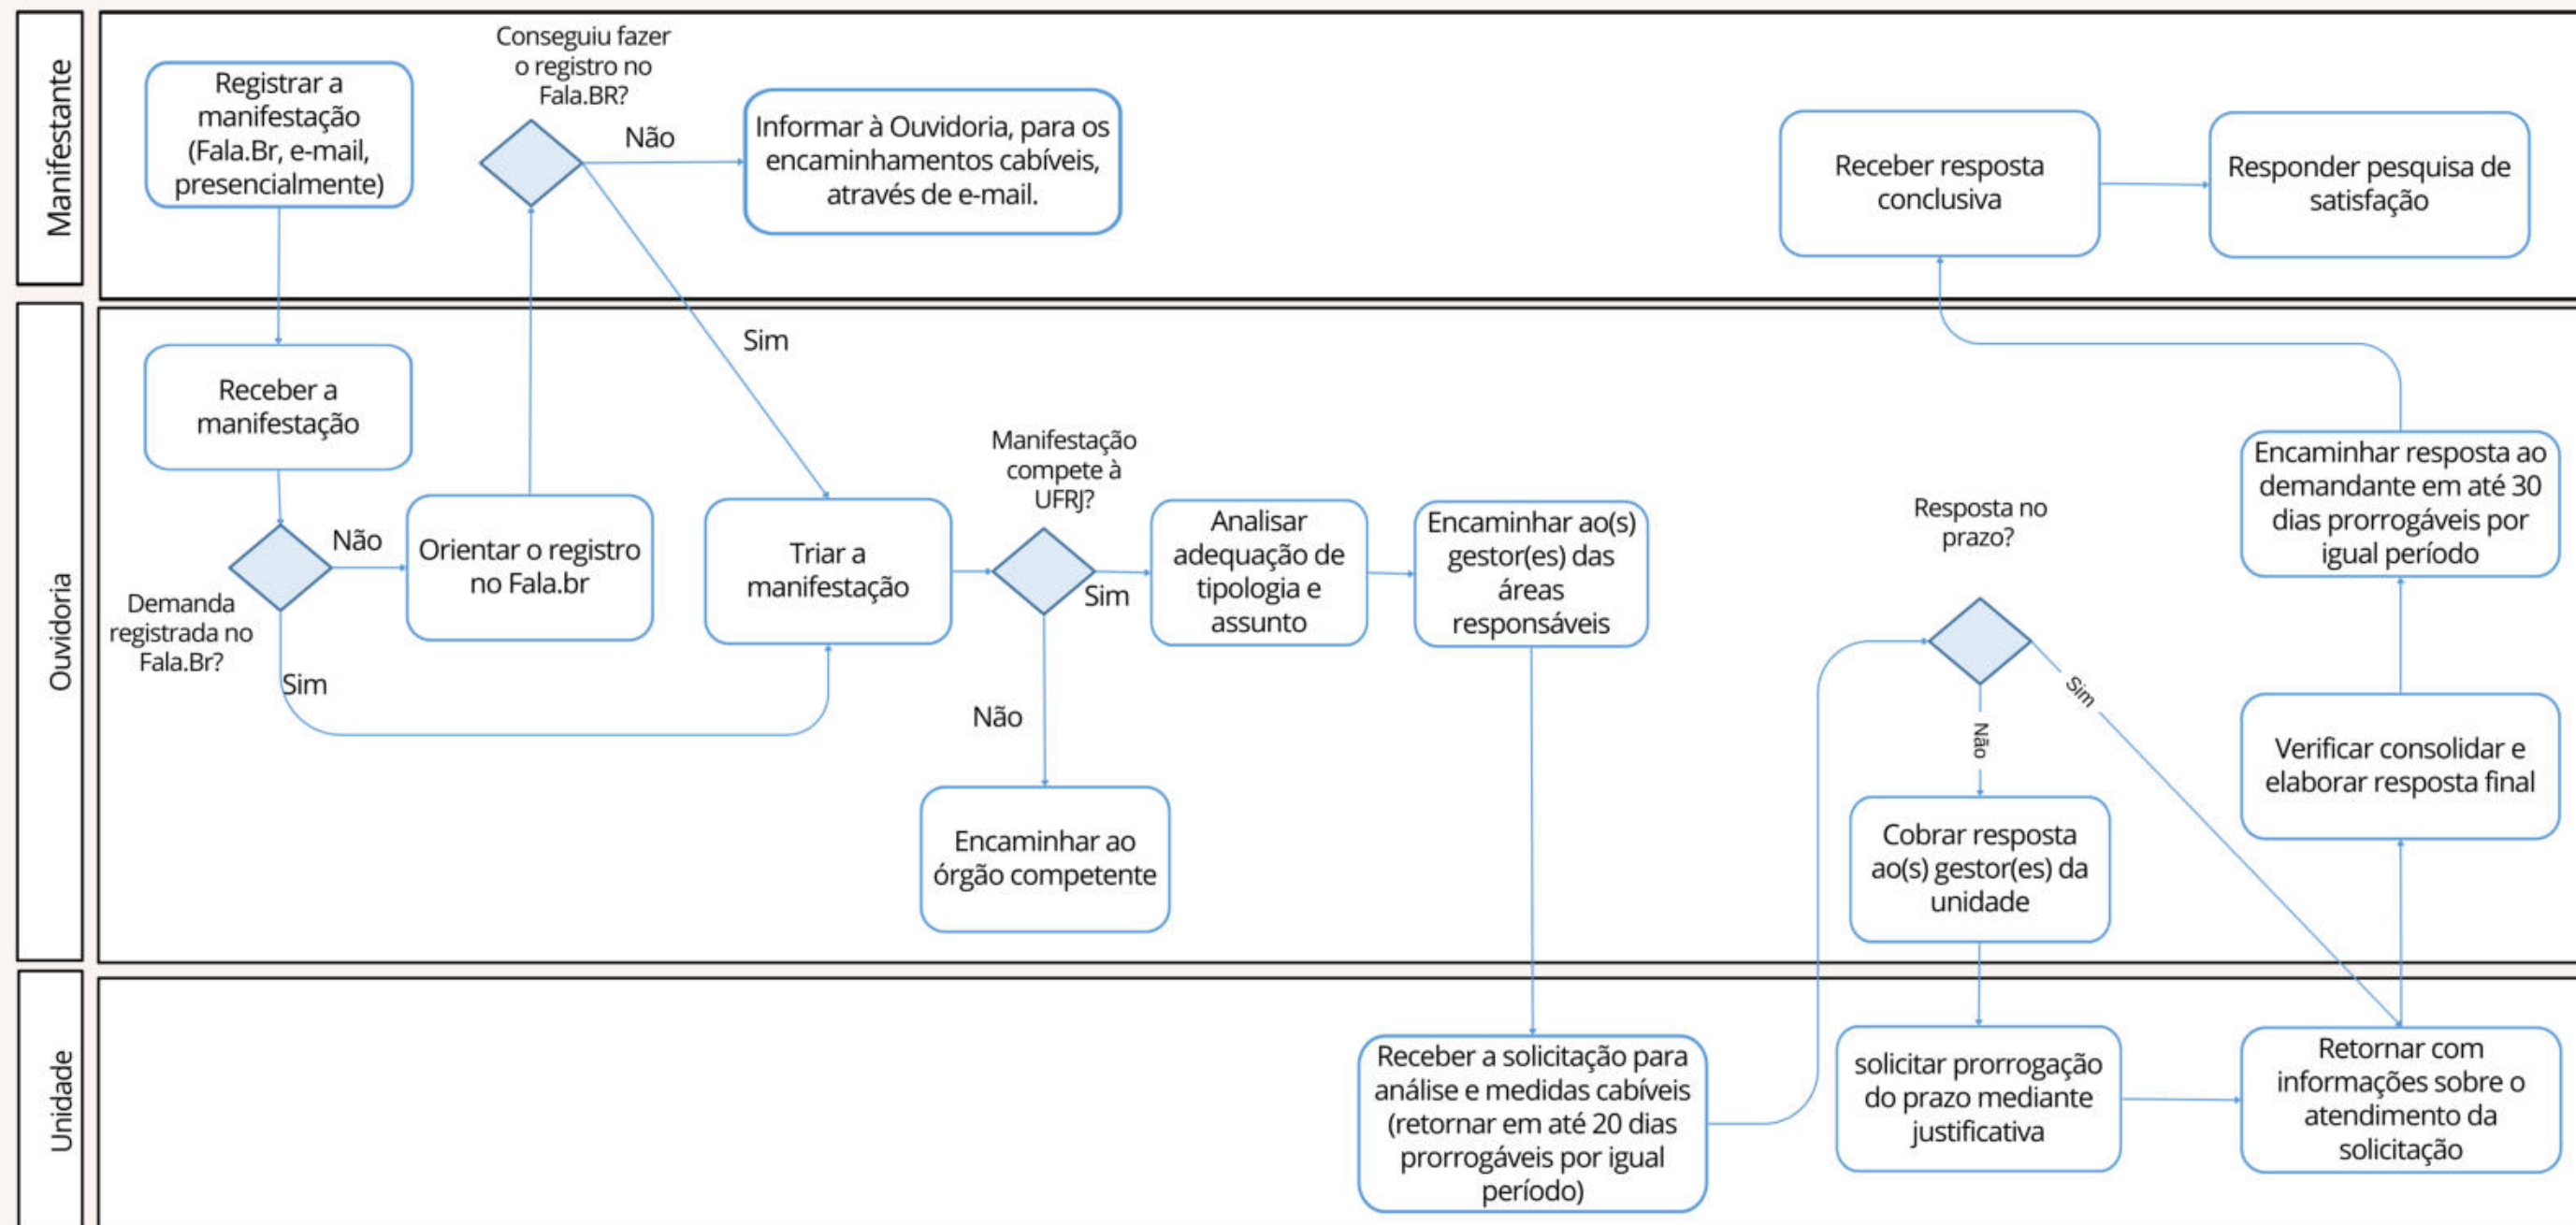 Manifestante
Registrar a
manifestação
(Fala.Br, e-mail,
presencialmente)
Conseguiu fazer
o registro no
Fala.BR?
Não
Informar à Ouvidoria, para os
encaminhamentos cabíveis,
através de e-mail.
Sim
Receber resposta
conclusiva
Responder pesquisa de
satisfação
Ouvidoria
Receber a
manifestação
Demanda
registrada no
Fala.Br?
Não
Sim
Orientar o registro
no Fala.br
Triar a
manifestação
Manifestação
compete à
UFRJ?
Sim
Não
Encaminhar ao
órgão competente
Analisar
adequação de
tipologia e
assunto
Encaminhar ao(s)
gestor(es) das
áreas
responsáveis
Resposta no
prazo?
Sim
Não
Cobrar resposta
ao(s) gestor(es) da
unidade
Encaminhar resposta ao
demandante em até 30
dias prorrogáveis por
igual período
Verificar consolidar e
elaborar resposta final
Unidade
Receber a solicitação para
análise e medidas cabíveis
(retornar em até 20 dias
prorrogáveis por igual
período)
solicitar prorrogação
do prazo mediante
justificativa
Retornar com
informações sobre o
atendimento da
solicitação